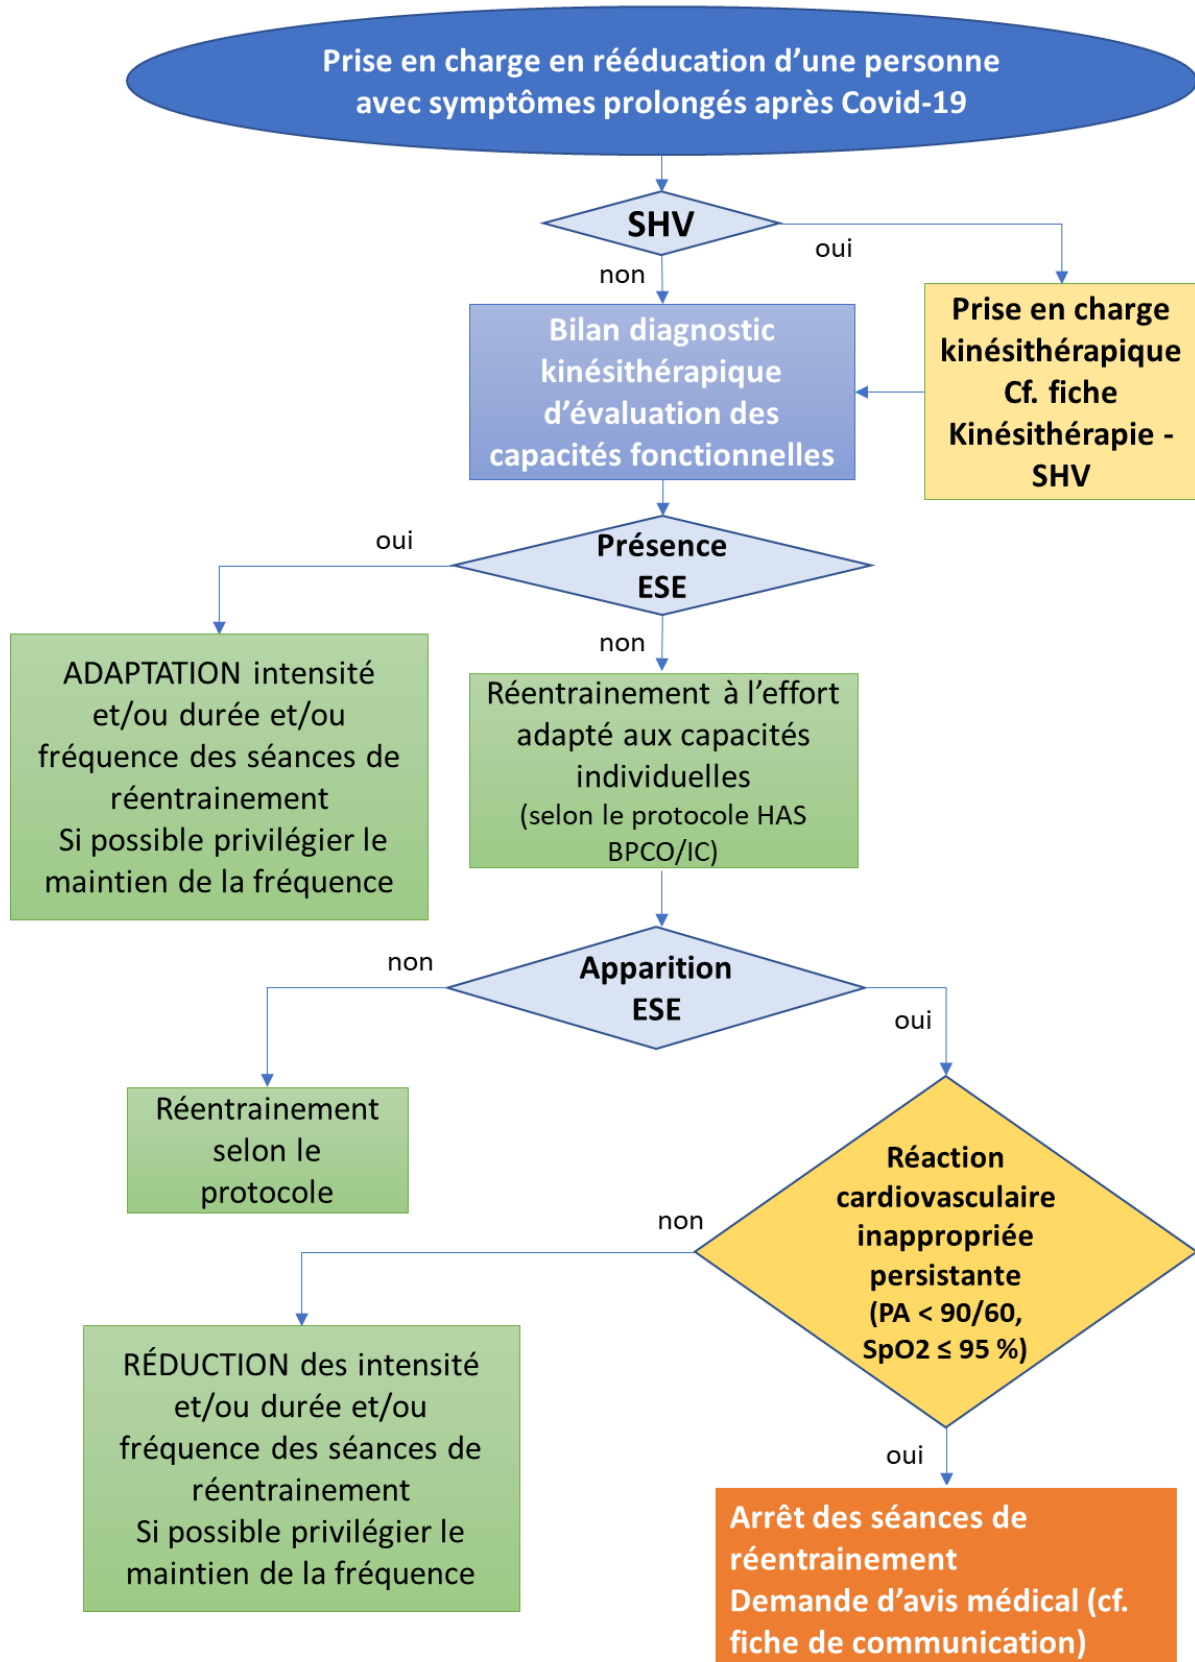 Prise en charge en rééducation d’une personne
avec symptômes prolongés après Covid-19
SHV
oui
non
Bilan diagnostic
kinésithérapique
d’évaluation des
capacités fonctionnelles
Prise en charge
kinésithérapique
Cf. fiche
Kinésithérapie -
SHV
Présence
ESE
oui
non
ADAPTATION intensité
et/ou durée et/ou
fréquence des séances de
réentrainement
Si possible privilégier le
maintien de la fréquence
Réentrainement à l’effort
adapté aux capacités
individuelles
(selon le protocole HAS
BPCO/IC)
Apparition
ESE
non
oui
Réentrainement
selon le
protocole
Réaction
cardiovasculaire
inappropriée
persistante
(PA < 90/60,
SpO2 ≤ 95 %)
non
oui
RÉDUCTION des intensité
et/ou durée et/ou
fréquence des séances de
réentrainement
Si possible privilégier le
maintien de la fréquence
Arrêt des séances de
réentrainement
Demande d’avis médical (cf.
fiche de communication)